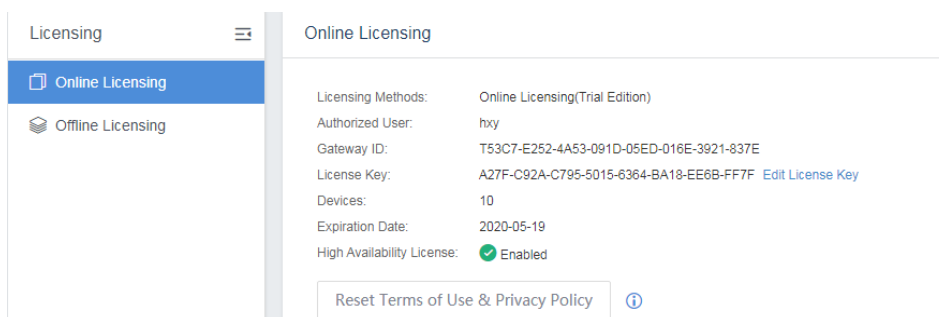 Licensing
Online Licensing
Offline Licensing
Online Licensing
Licensing Methods: Online Licensing(Trial Edition)
Authorized User: hxy
Gateway ID: T53C7-E252-4A53-091D-05ED-016E-3921-837E
License Key: A27F-C92A-C795-5015-6364-BA18-EE6B-FF7F Edit License Key
Devices: 10
Expiration Date: 2020-05-19
High Availability License: Enabled
Reset Terms of Use & Privacy Policy